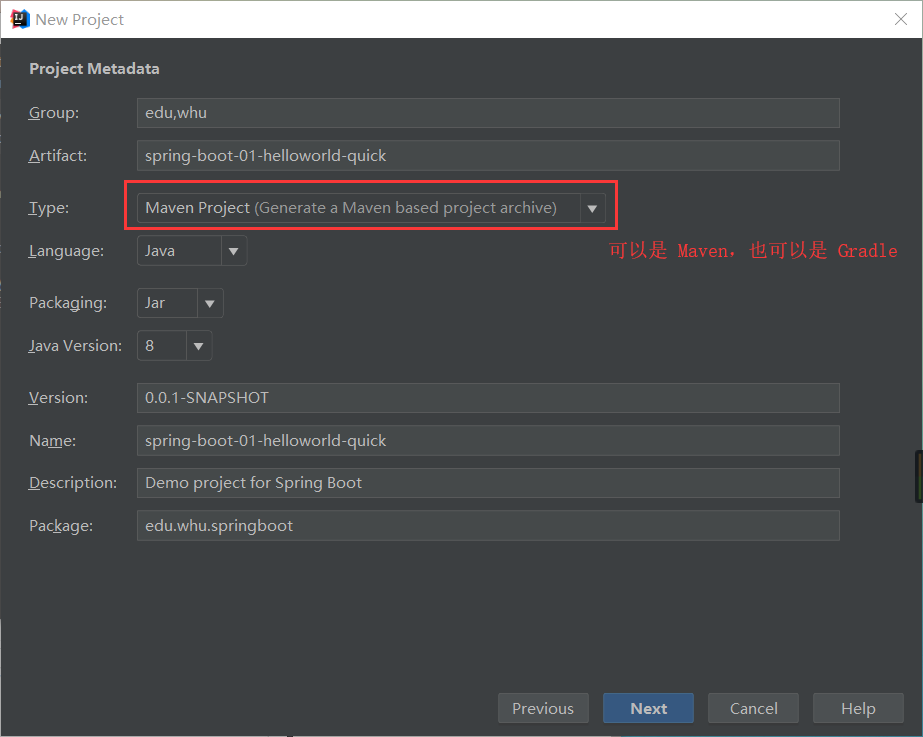 New Project
Project Metadata
Group: edu,whu
Artifact: spring-boot-01-helloworld-quick
Type: Maven Project (Generate a Maven based project archive)
Language: Java
可以是 Maven，也可以是 Gradle
Packaging: Jar
Java Version: 8
Version: 0.0.1-SNAPSHOT
Name: spring-boot-01-helloworld-quick
Description: Demo project for Spring Boot
Package: edu.whu.springboot
Previous Next Cancel Help